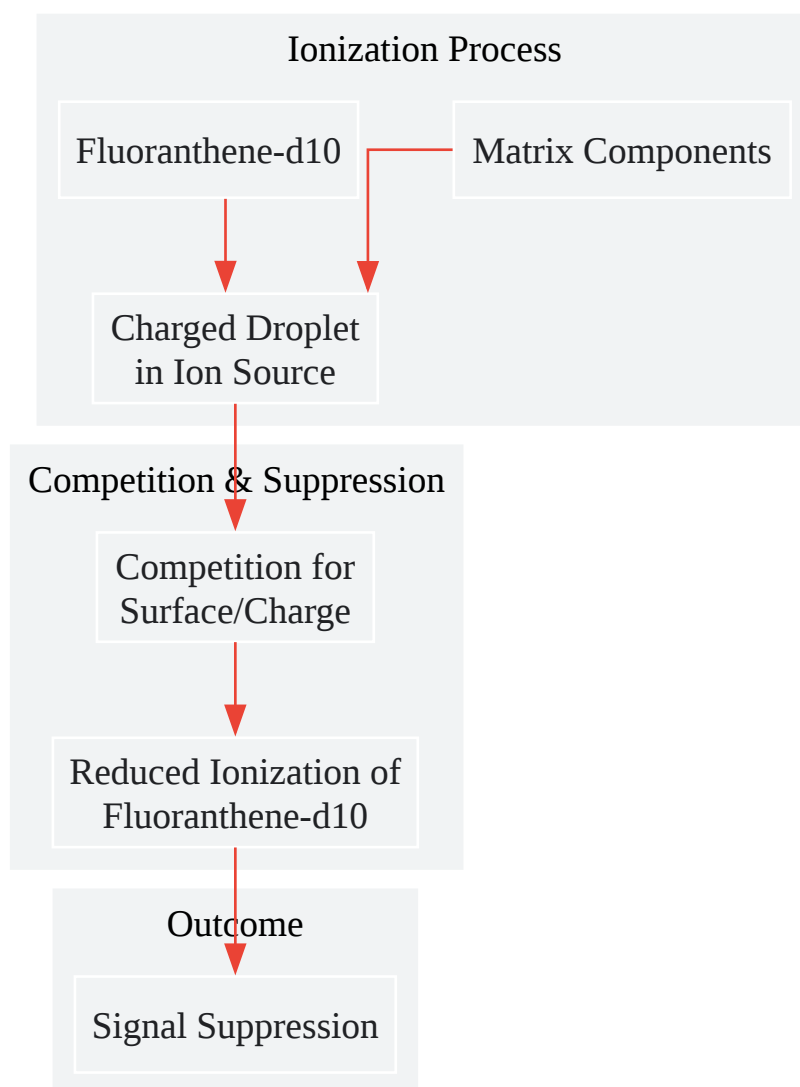 Ionization Process
Fluoranthene-d10
Matrix Components
Charged Droplet
in Ion Source
Competition & Suppression
Competition for
Surface/Charge
Reduced Ionization of
Fluoranthene-d10
Outcome
Signal Suppression